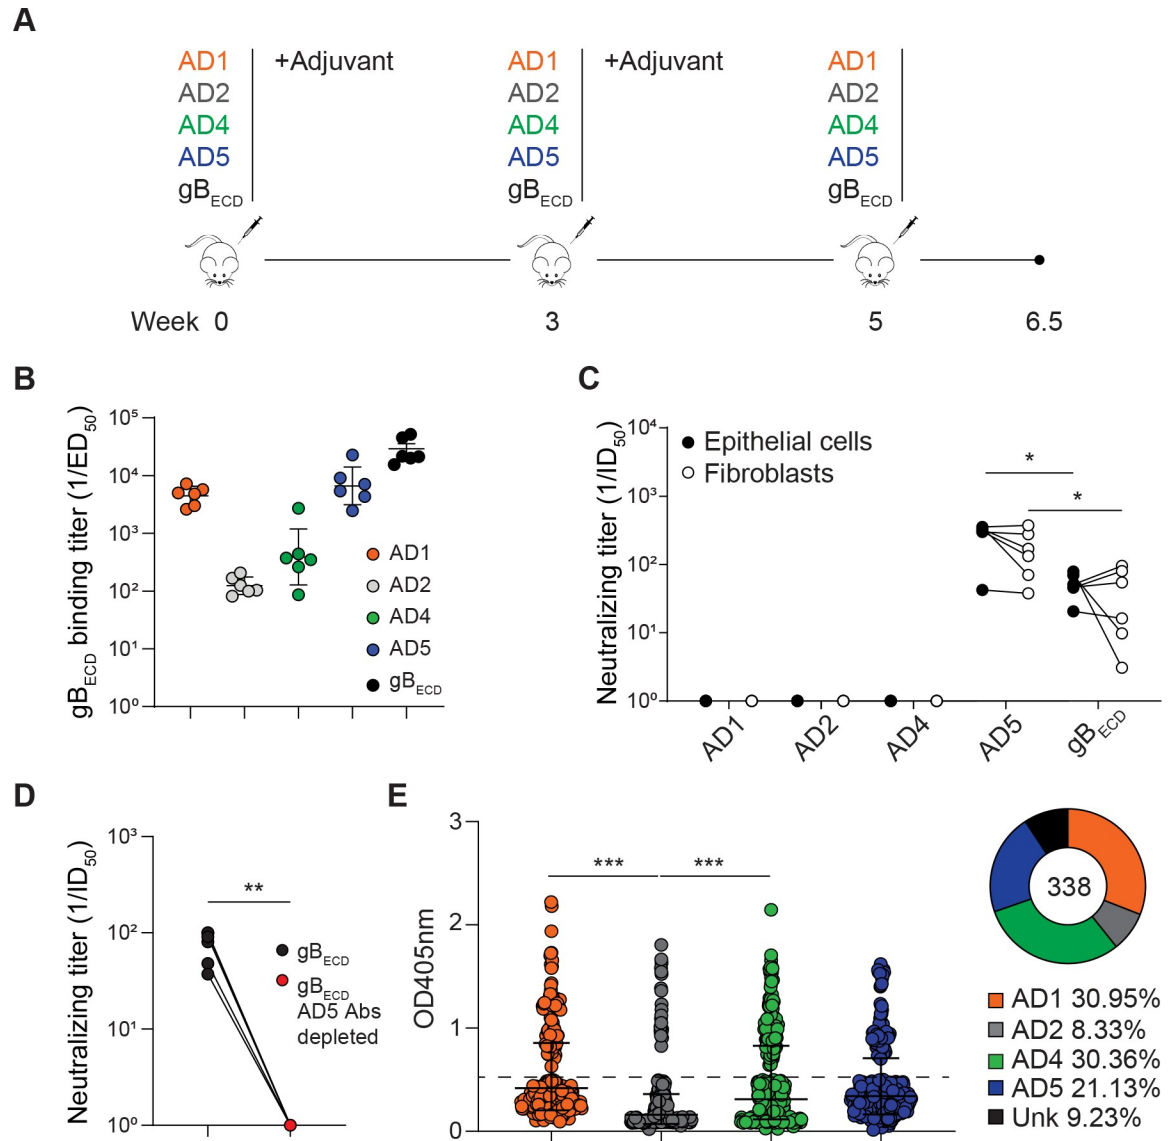 A
AD1 +Adjuvant AD1 +Adjuvant AD1
AD2 AD2 AD2
AD4 AD4 AD4
AD5 AD5 AD5
gBECD gBECD gBECD
Week 0 3 5 6.5
B
gBECD binding titer (1/ED50)
10⁵
10⁴
10³
10²
10¹
10⁰
AD1
AD2
AD4
AD5
gBECD
C
Neutralizing titer (1/ID50)
10⁴
10³
10²
10¹
10⁰
Epithelial cells
Fibroblasts
*
*
AD1 AD2 AD4 AD5 gBECD
D
Neutralizing titer (1/ID50)
10³
10²
10¹
10⁰
**
gBECD
gBECD
AD5 Abs
depleted
E
OD405nm
3
2
1
0
*** ***
338
AD1 30.95%
AD2 8.33%
AD4 30.36%
AD5 21.13%
Unk 9.23%